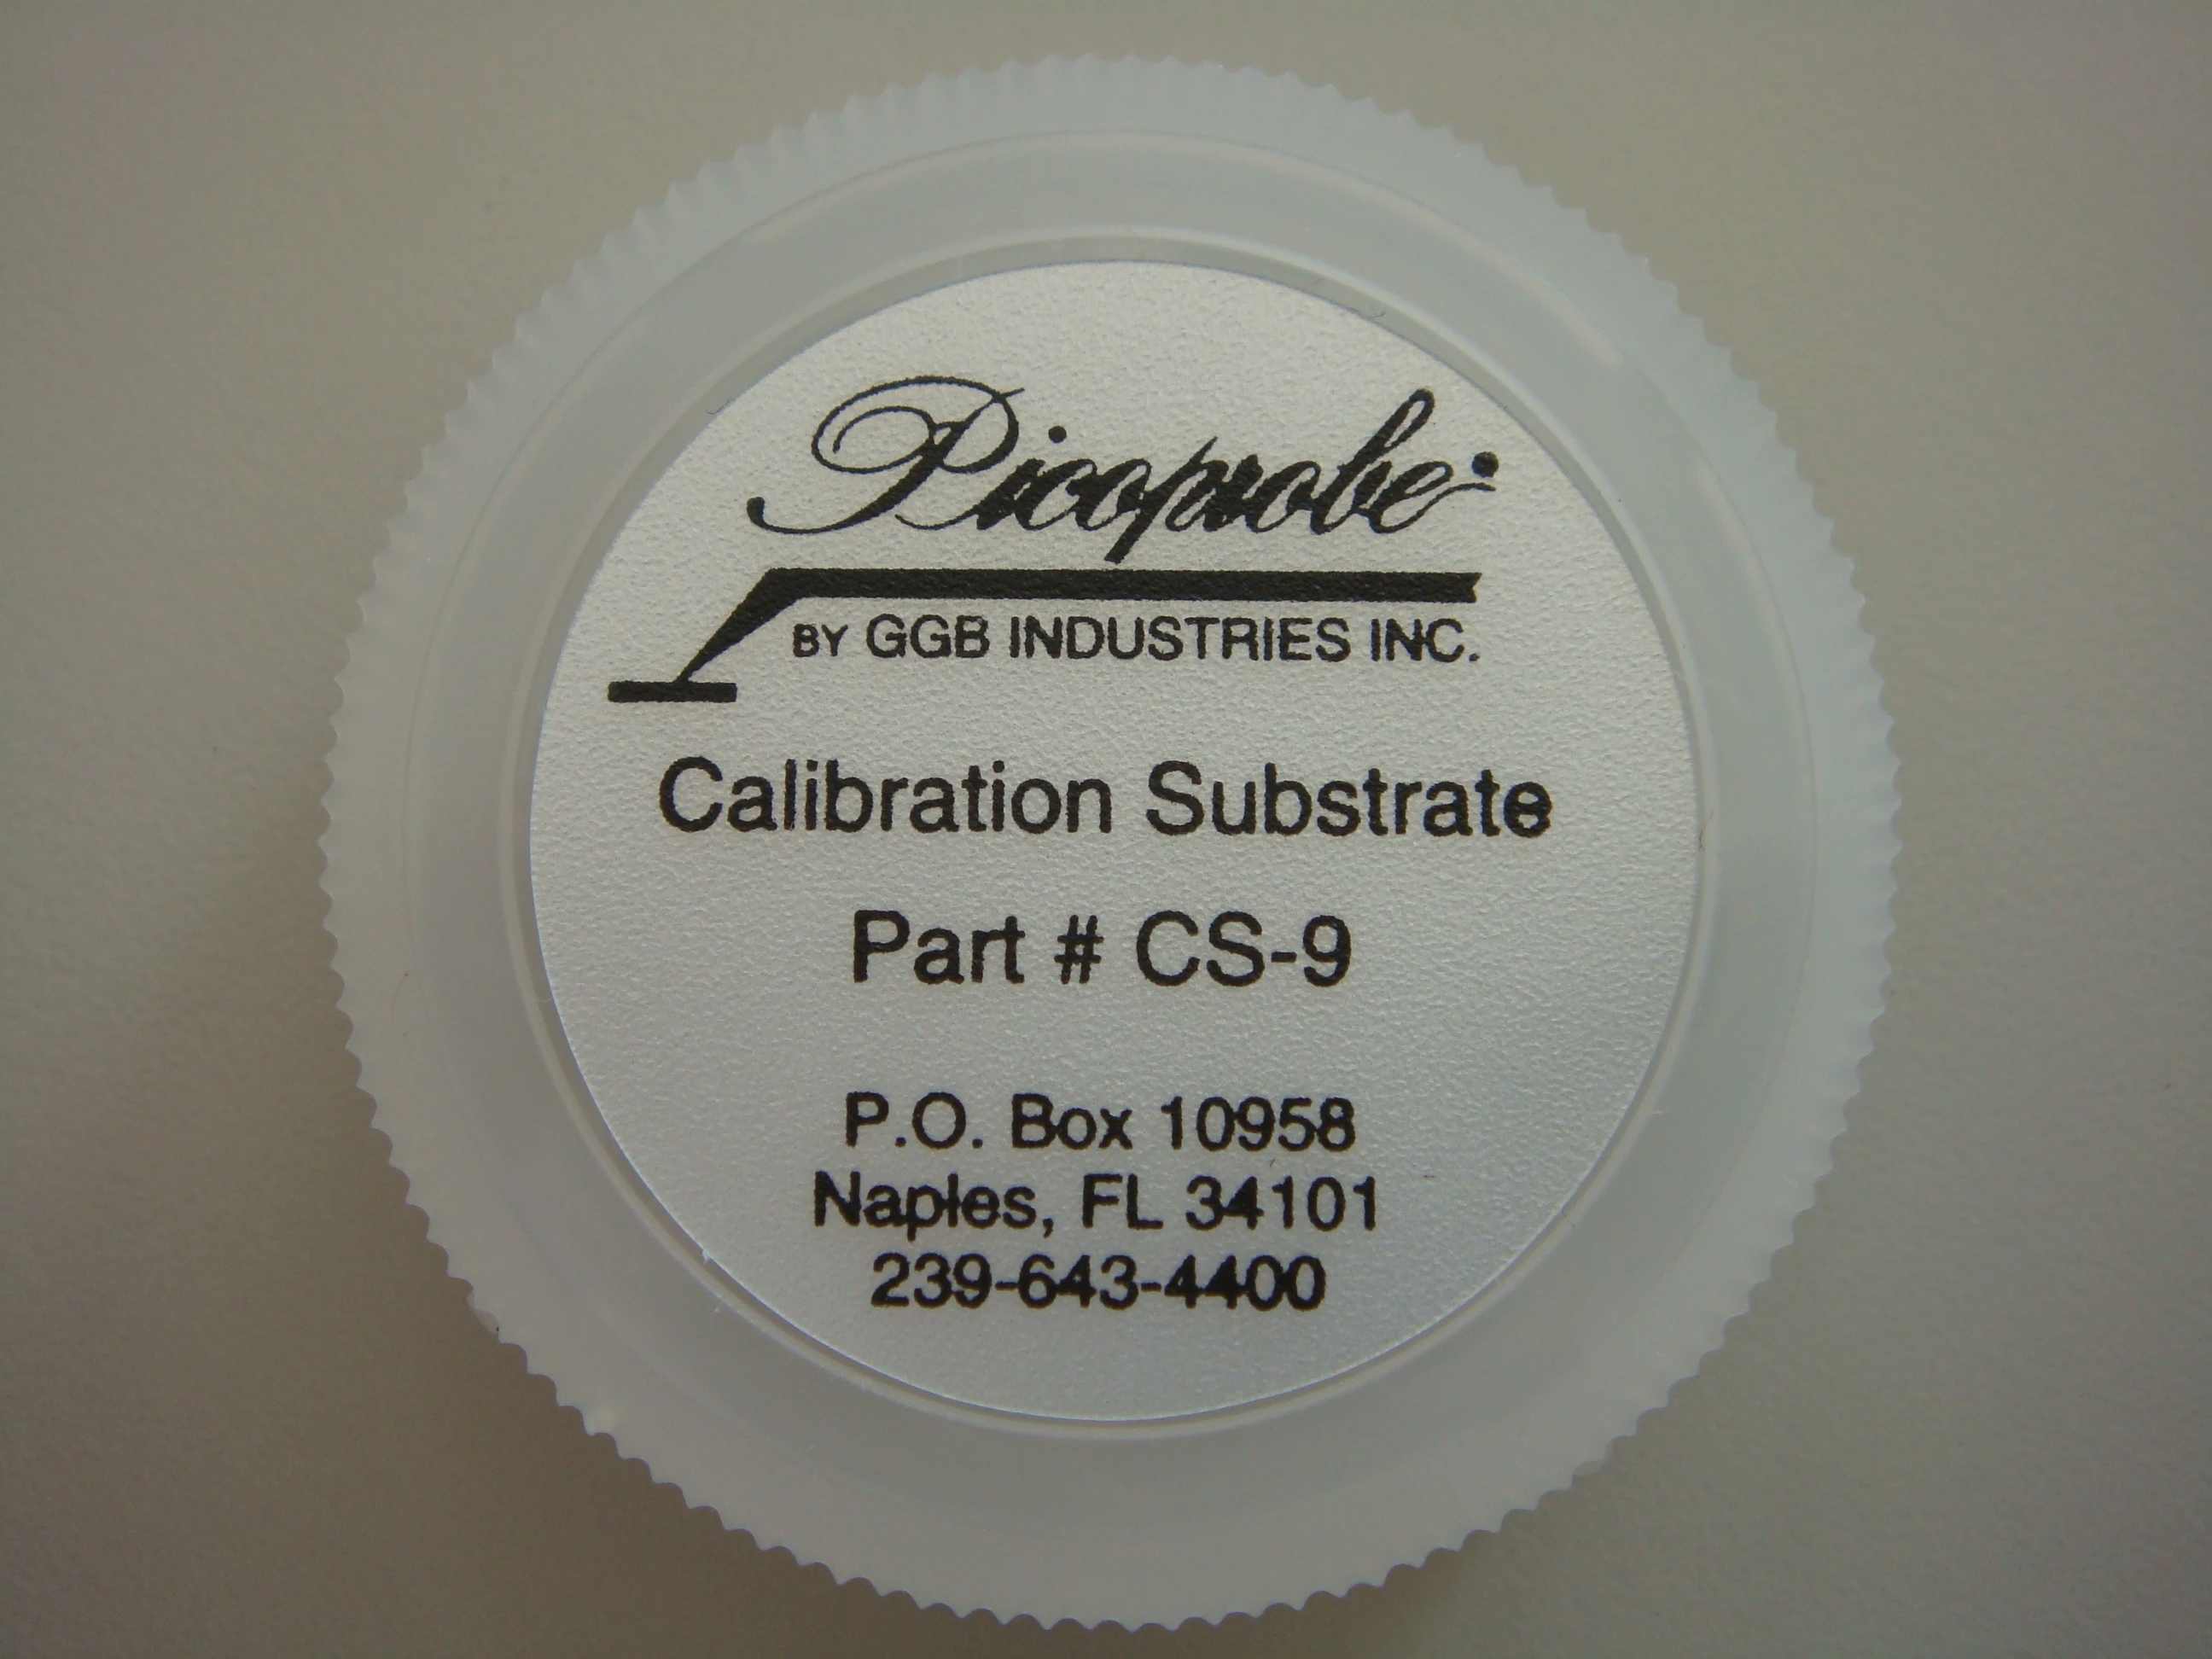 Picoprobe
BY GGB INDUSTRIES INC.
Calibration Substrate
Part # CS-9
P.O. Box 10958
Naples, FL 34101
239-643-4400